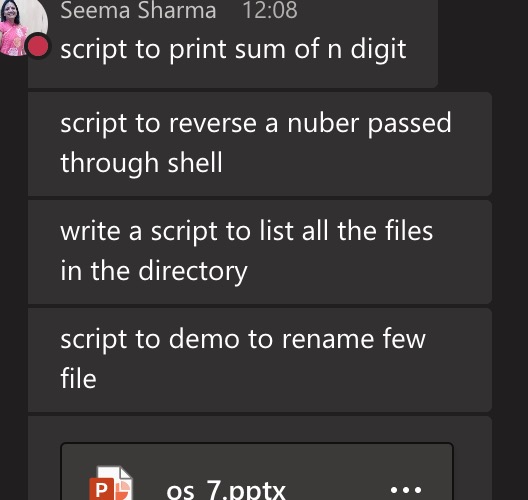 Seema Sharma 12:08
script to print sum of n digit
script to reverse a nuber passed
through shell
write a script to list all the files
in the directory
script to demo to rename few
file
P os_7.pptx